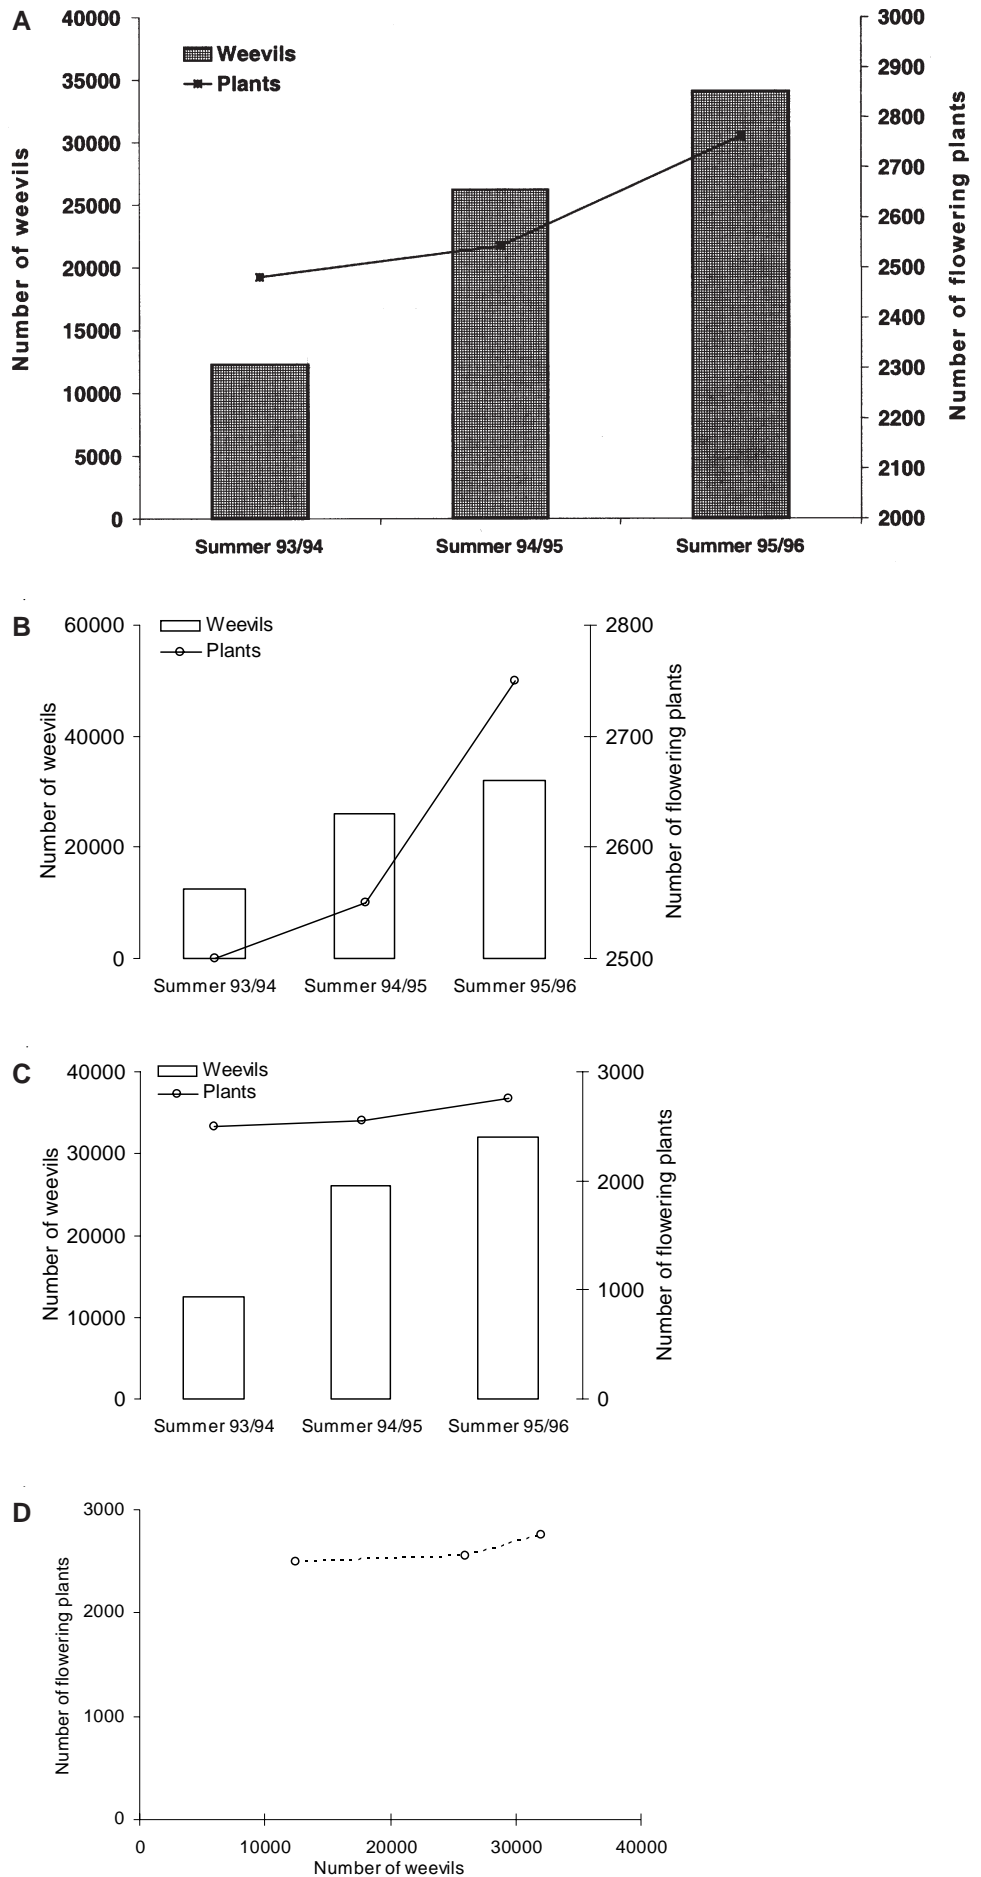 A
40000
35000
30000
25000
20000
15000
10000
5000
0
Number of weevils
Weevils
Plants
3000
2900
2800
2700
2600
2500
2400
2300
2200
2100
2000
Number of flowering plants
Summer 93/94
Summer 94/95
Summer 95/96
B
60000
40000
20000
0
Number of weevils
Weevils
Plants
2800
2700
2600
2500
Number of flowering plants
Summer 93/94
Summer 94/95
Summer 95/96
C
40000
30000
20000
10000
0
Number of weevils
Weevils
Plants
3000
2000
1000
0
Number of flowering plants
Summer 93/94
Summer 94/95
Summer 95/96
D
3000
2000
1000
0
Number of flowering plants
0
10000
20000
30000
40000
Number of weevils